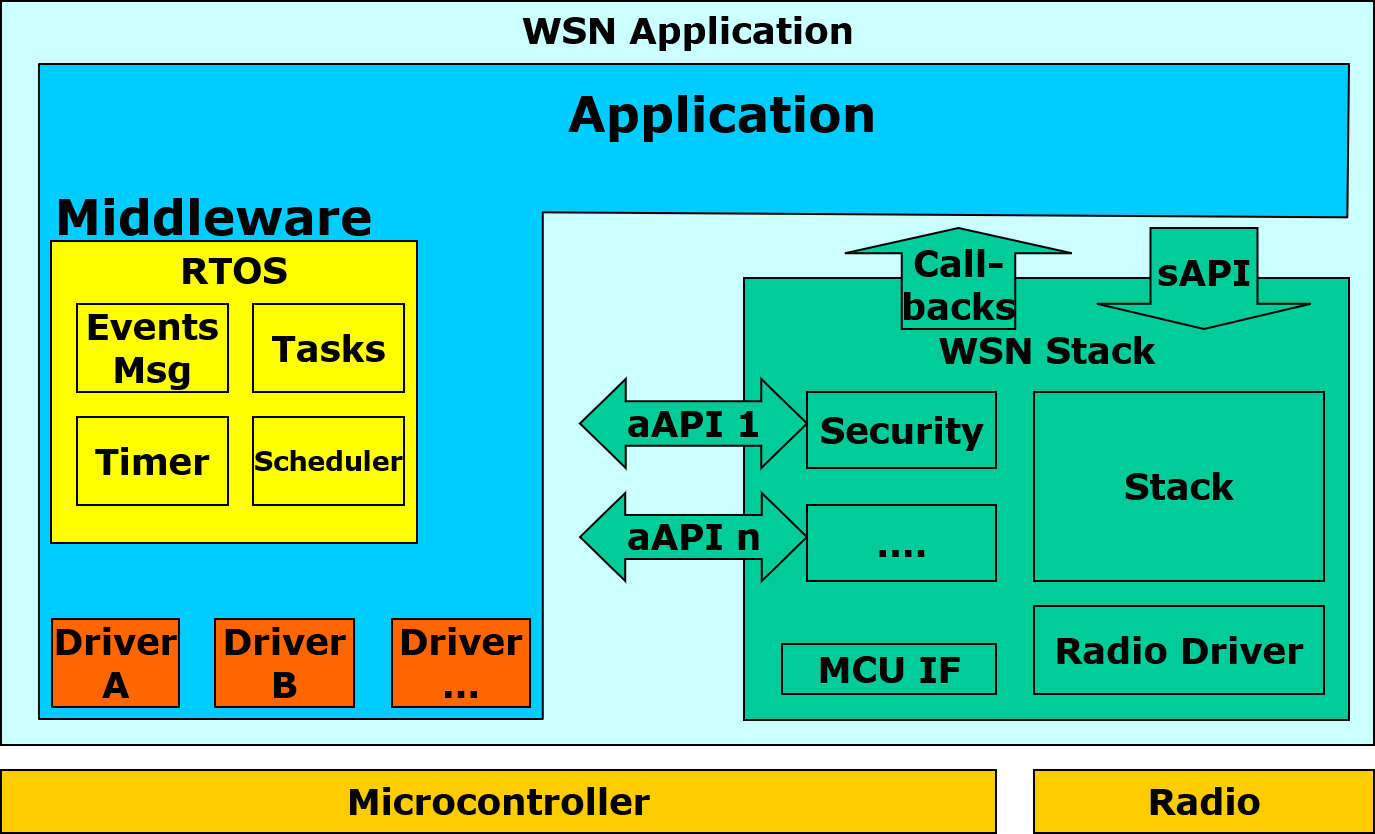 WSN Application
Application
Middleware
RTOS
Events
Msg
Tasks
Timer
Scheduler
Driver
A
Driver
B
Driver
...
Call-
backs
sAPI
WSN Stack
aAPI 1
Security
Stack
aAPI n
....
MCU IF
Radio Driver
Microcontroller
Radio